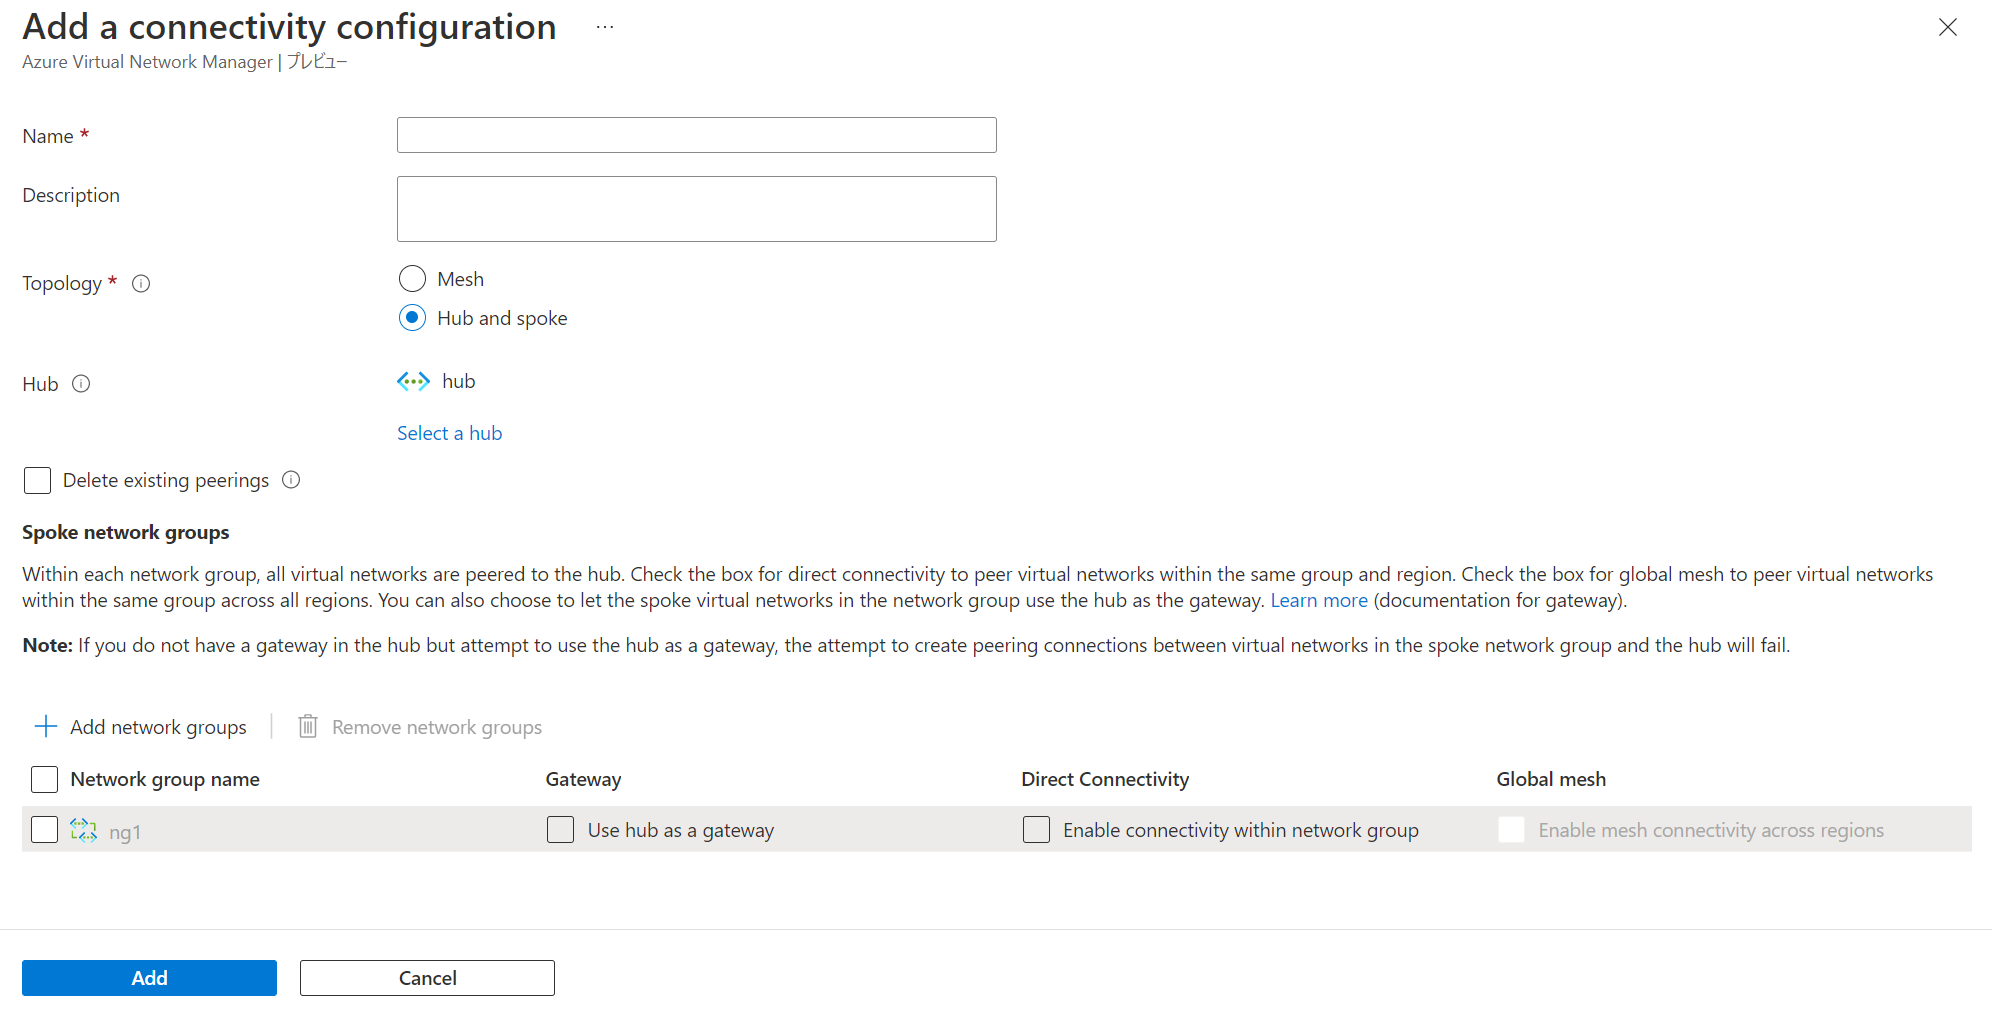 Add a connectivity configuration ...
Azure Virtual Network Manager | プレビュー
Name *
Description
Topology *
Mesh
Hub and spoke
Hub
hub
Select a hub
Delete existing peerings
Spoke network groups
Within each network group, all virtual networks are peered to the hub. Check the box for direct connectivity to peer virtual networks within the same group and region. Check the box for global mesh to peer virtual networks
within the same group across all regions. You can also choose to let the spoke virtual networks in the network group use the hub as the gateway. Learn more (documentation for gateway).
Note: If you do not have a gateway in the hub but attempt to use the hub as a gateway, the attempt to create peering connections between virtual networks in the spoke network group and the hub will fail.
Add network groups | Remove network groups
Network group name Gateway Direct Connectivity Global mesh
ng1 Use hub as a gateway Enable connectivity within network group Enable mesh connectivity across regions
Add Cancel